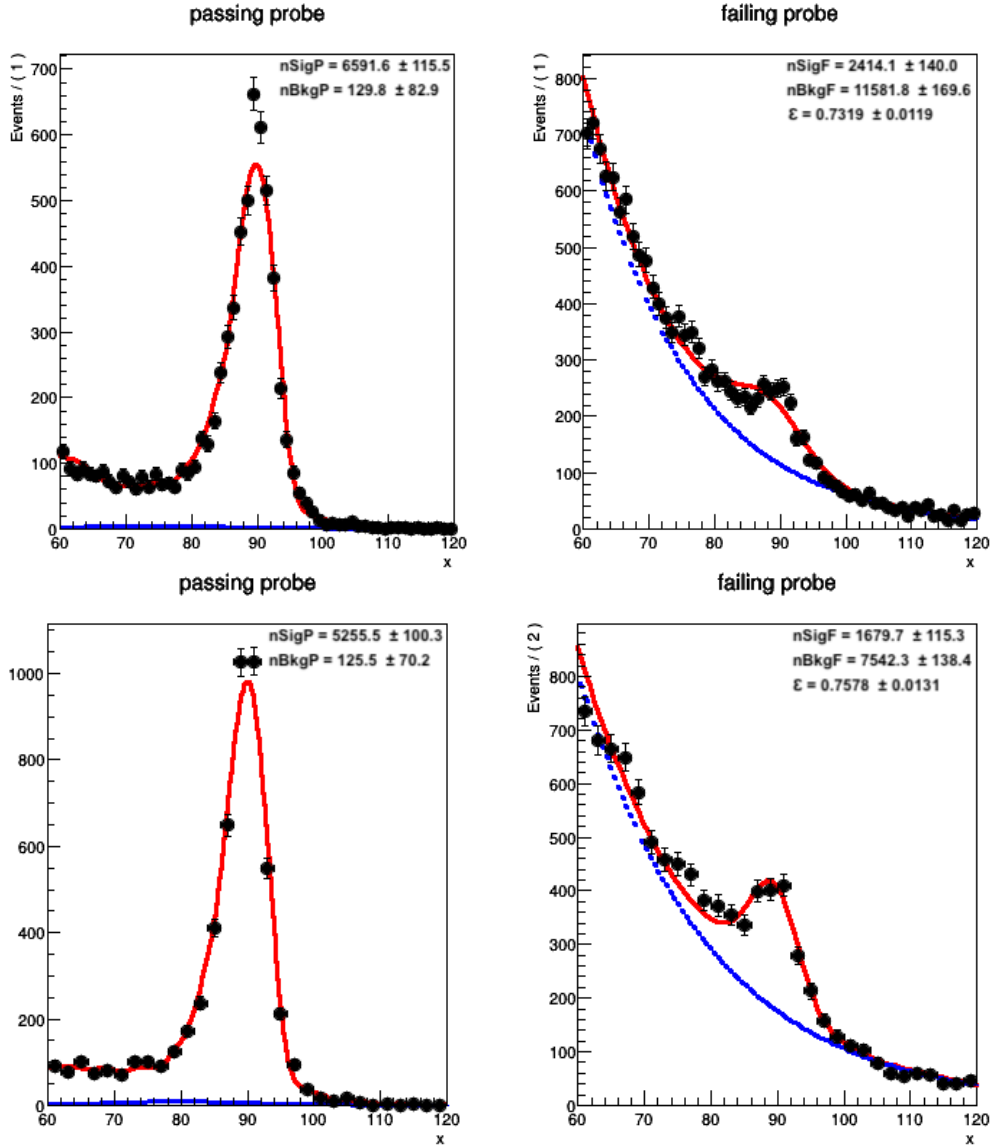 passing probe
failing probe
Events / ( 1 )
700
600
500
400
300
200
100
0
60 70 80 90 100 110 120
x
nSigP = 6591.6 ± 115.5
nBkgP = 129.8 ± 82.9
Events / ( 1 )
800
700
600
500
400
300
200
100
0
60 70 80 90 100 110 120
x
nSigF = 2414.1 ± 140.0
nBkgF = 11581.8 ± 169.6
Ɛ = 0.7319 ± 0.0119
passing probe
failing probe
1000
800
600
400
200
0
60 70 80 90 100 110 120
x
nSigP = 5255.5 ± 100.3
nBkgP = 125.5 ± 70.2
Events / ( 2 )
800
700
600
500
400
300
200
100
0
60 70 80 90 100 110 120
x
nSigF = 1679.7 ± 115.3
nBkgF = 7542.3 ± 138.4
Ɛ = 0.7578 ± 0.0131